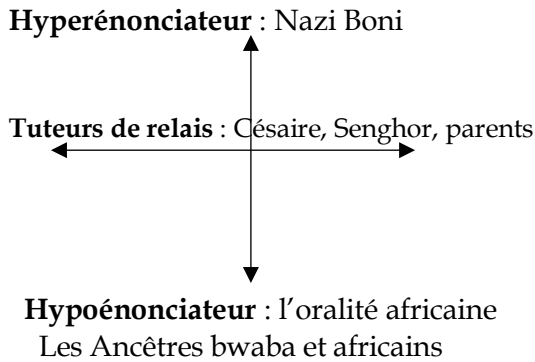 Hyperénonciateur : Nazi Boni
Tuteurs de relais : Césaire, Senghor, parents
Hypoénonciateur : l’oralité africaine
Les Ancêtres bwaba et africains